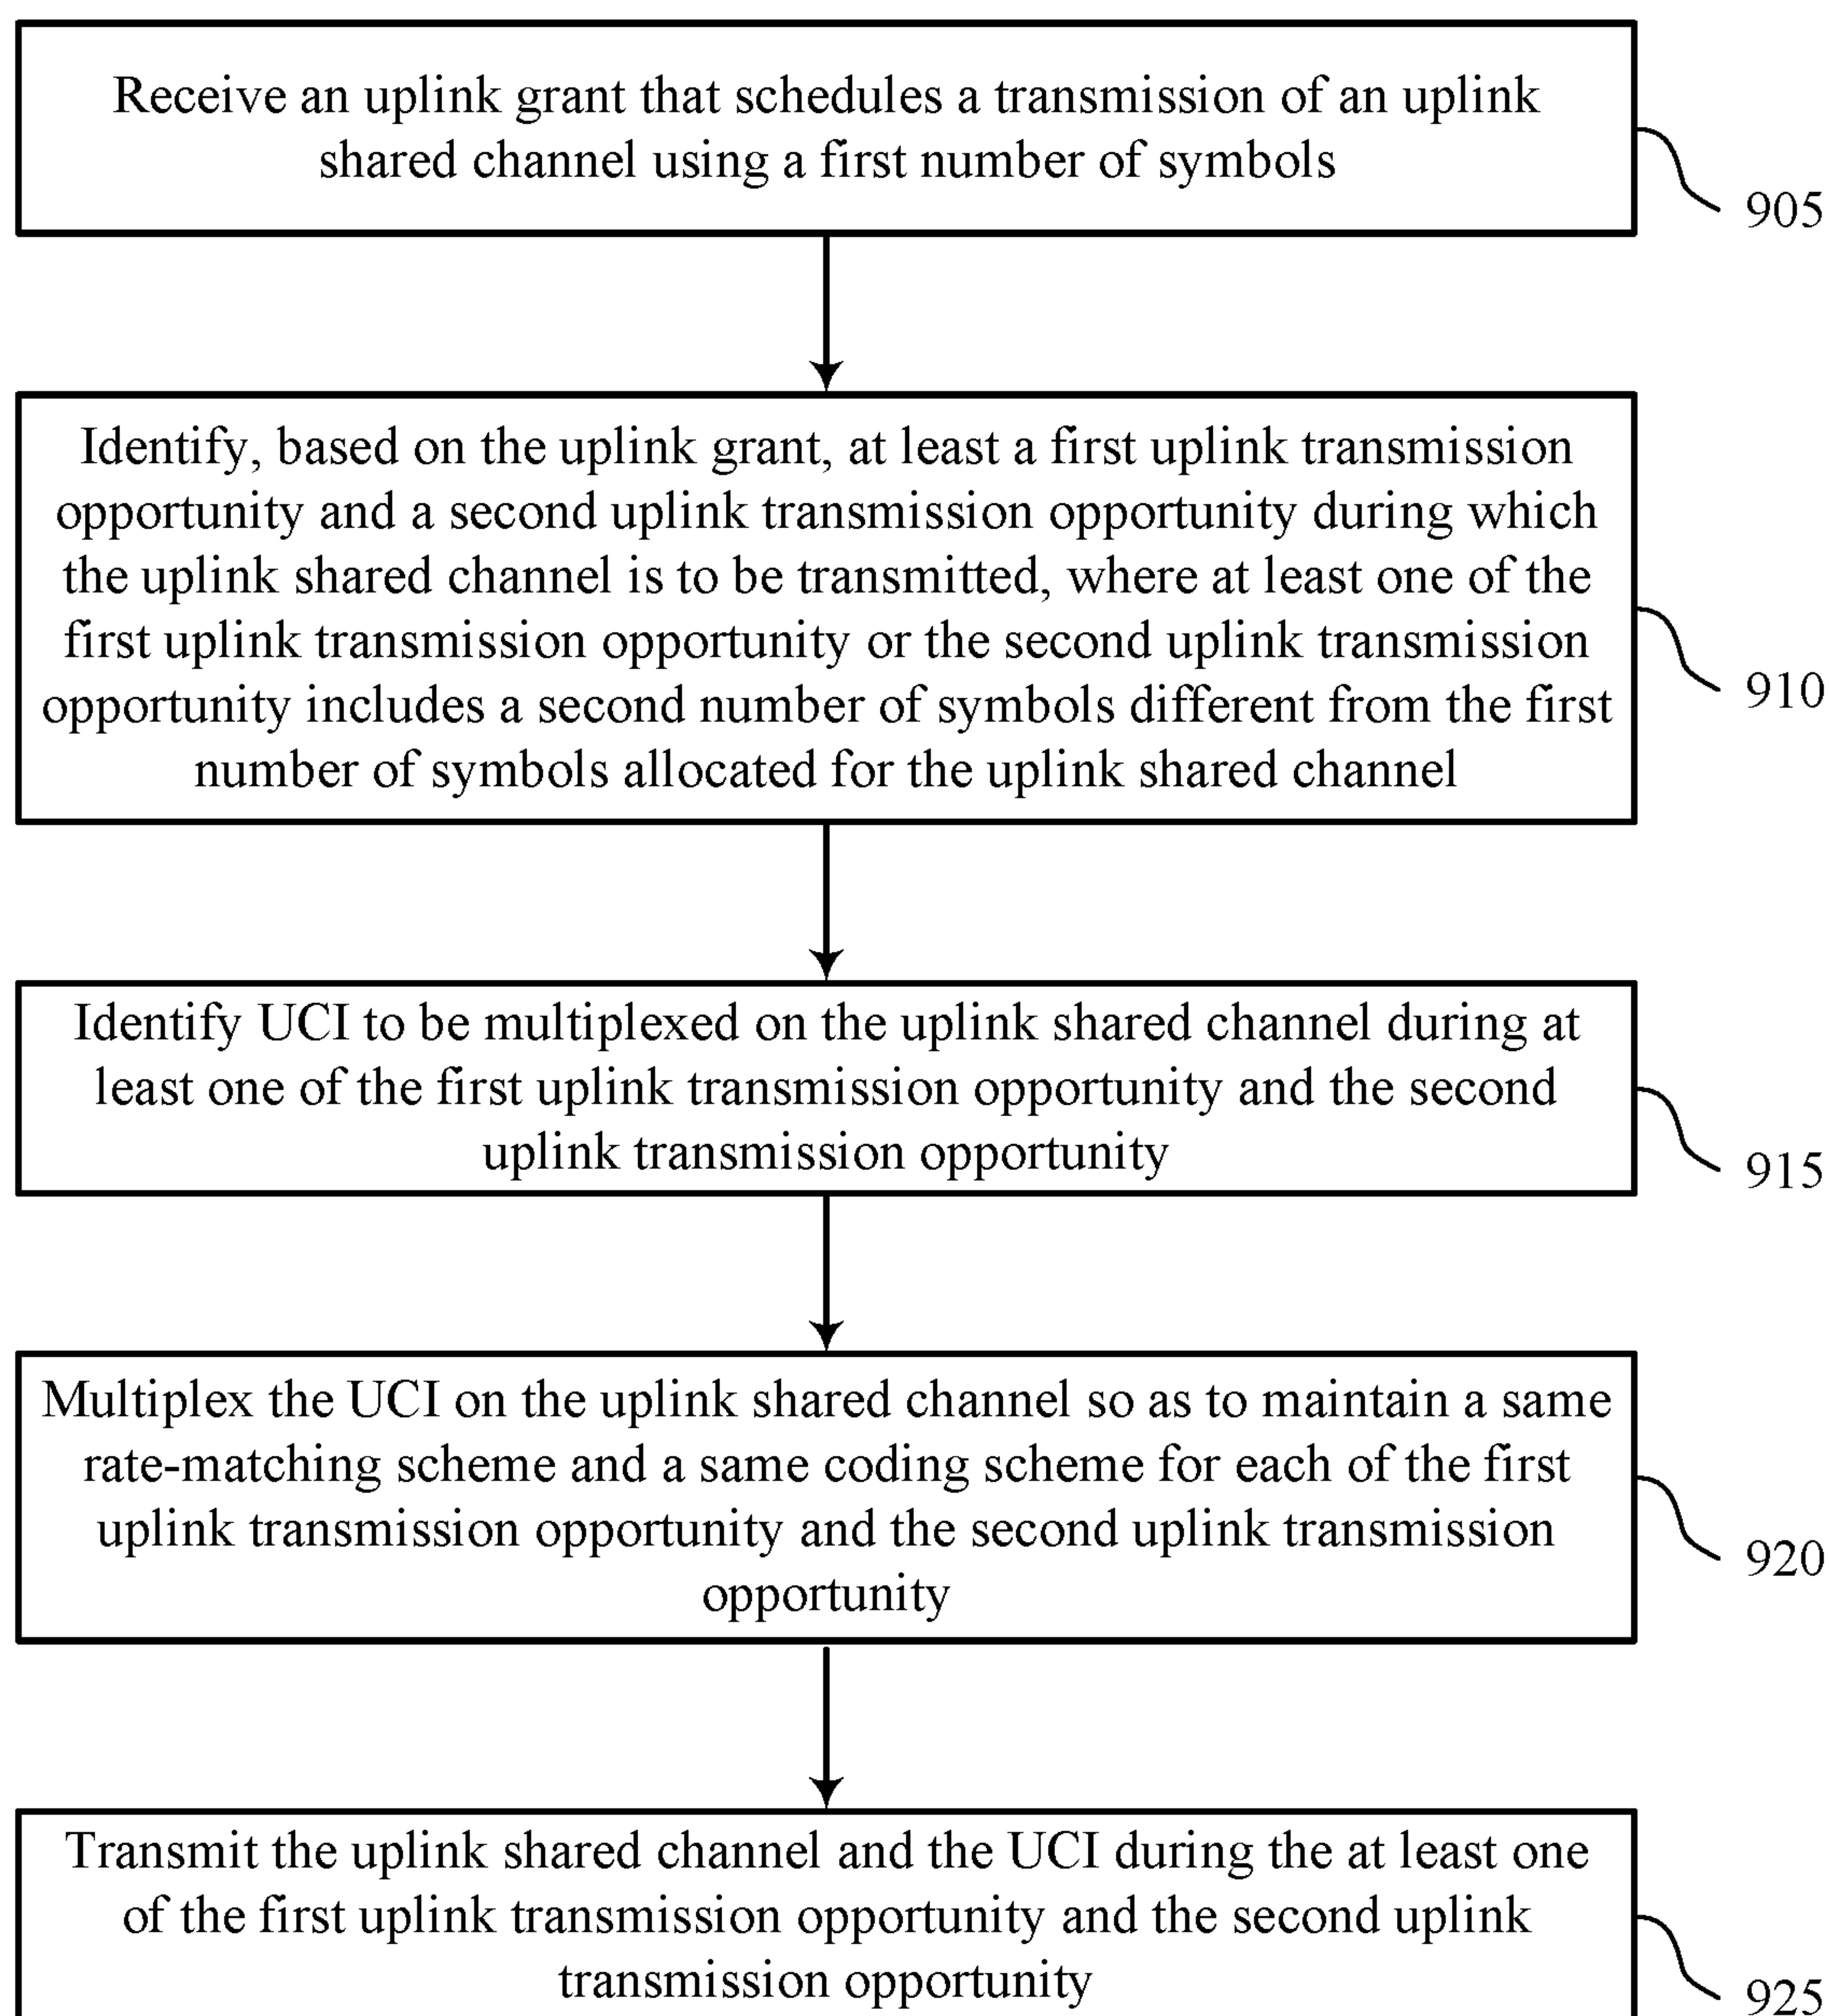 Receive an uplink grant that schedules a transmission of an uplink
shared channel using a first number of symbols
905
Identify, based on the uplink grant, at least a first uplink transmission
opportunity and a second uplink transmission opportunity during which
the uplink shared channel is to be transmitted, where at least one of the
first uplink transmission opportunity or the second uplink transmission
opportunity includes a second number of symbols different from the first
number of symbols allocated for the uplink shared channel
910
Identify UCI to be multiplexed on the uplink shared channel during at
least one of the first uplink transmission opportunity and the second
uplink transmission opportunity
915
Multiplex the UCI on the uplink shared channel so as to maintain a same
rate-matching scheme and a same coding scheme for each of the first
uplink transmission opportunity and the second uplink transmission
opportunity
920
Transmit the uplink shared channel and the UCI during the at least one
of the first uplink transmission opportunity and the second uplink
transmission opportunity
925